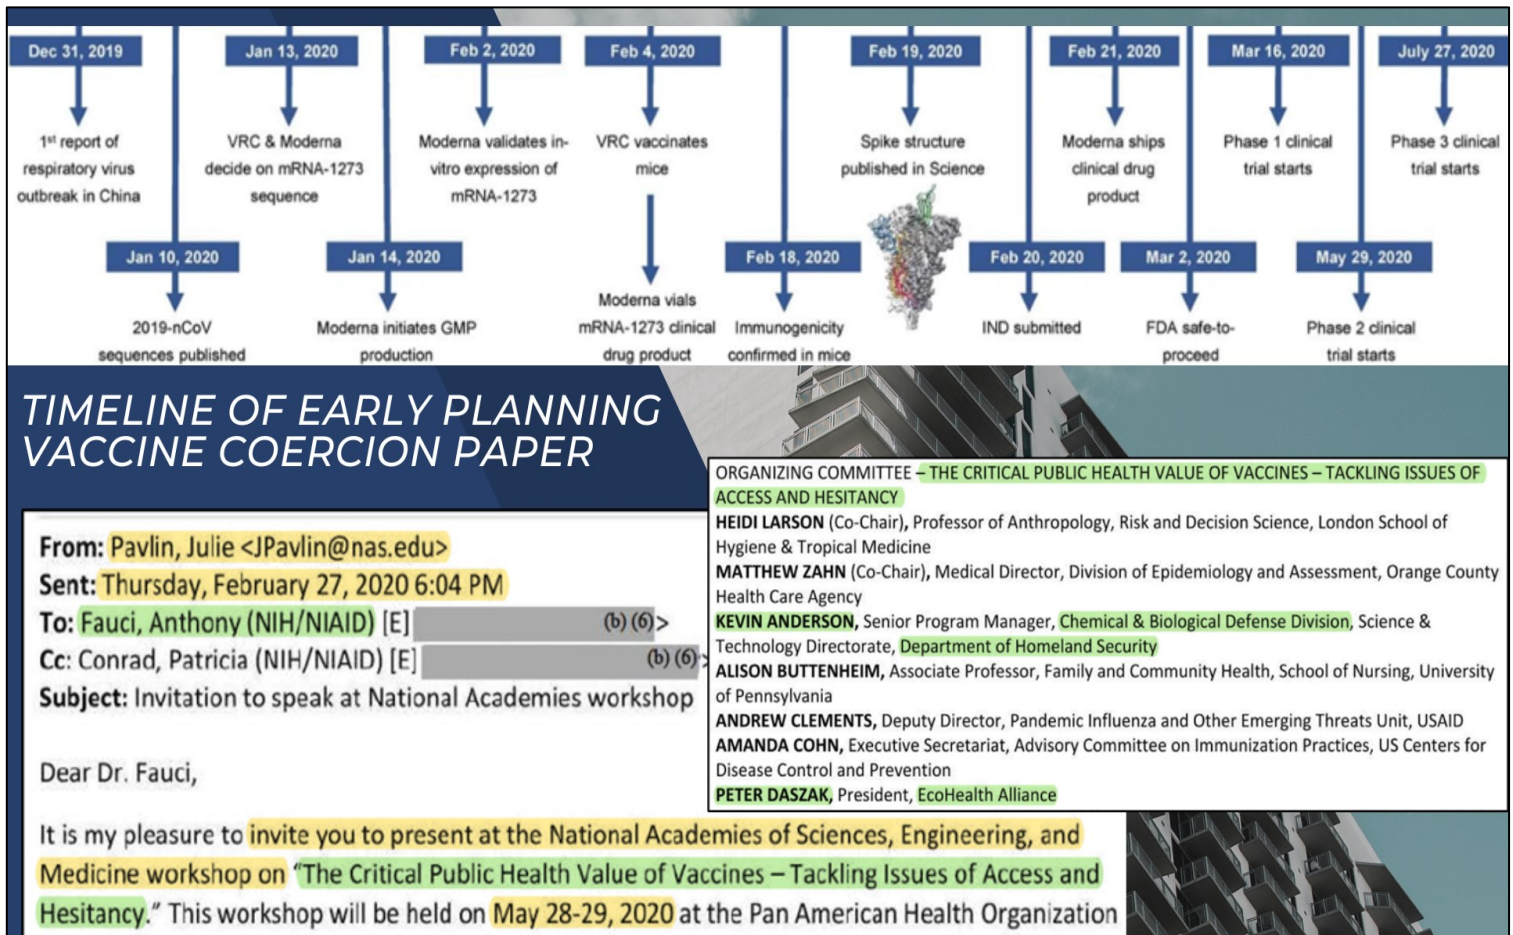 Dec 31, 2019
1st report of
respiratory virus
outbreak in China
Jan 10, 2020
2019-nCoV
sequences published
Jan 13, 2020
VRC & Moderna
decide on mRNA-1273
sequence
Jan 14, 2020
Moderna initiates GMP
production
Feb 2, 2020
Moderna validates in-
vitro expression of
mRNA-1273
Feb 4, 2020
VRC vaccinates
mice
Moderna vials
mRNA-1273 clinical
drug product
Feb 18, 2020
Immunogenicity
confirmed in mice
Feb 19, 2020
Spike structure
published in Science
Feb 20, 2020
IND submitted
Feb 21, 2020
Moderna ships
clinical drug
product
Mar 2, 2020
FDA safe-to-
proceed
Mar 16, 2020
Phase 1 clinical
trial starts
May 29, 2020
Phase 2 clinical
trial starts
July 27, 2020
Phase 3 clinical
trial starts
TIMELINE OF EARLY PLANNING
VACCINE COERCION PAPER
ORGANIZING COMMITTEE – THE CRITICAL PUBLIC HEALTH VALUE OF VACCINES – TACKLING ISSUES OF
ACCESS AND HESITANCY
HEIDI LARSON (Co-Chair), Professor of Anthropology, Risk and Decision Science, London School of
Hygiene & Tropical Medicine
MATTHEW ZAHN (Co-Chair), Medical Director, Division of Epidemiology and Assessment, Orange County
Health Care Agency
KEVIN ANDERSON, Senior Program Manager, Chemical & Biological Defense Division, Science &
Technology Directorate, Department of Homeland Security
ALISON BUTTENHEIM, Associate Professor, Family and Community Health, School of Nursing, University
of Pennsylvania
ANDREW CLEMENTS, Deputy Director, Pandemic Influenza and Other Emerging Threats Unit, USAID
AMANDA COHN, Executive Secretariat, Advisory Committee on Immunization Practices, US Centers for
Disease Control and Prevention
PETER DASZAK, President, EcoHealth Alliance
From: Pavlin, Julie <JPavlin@nas.edu>
Sent: Thursday, February 27, 2020 6:04 PM
To: Fauci, Anthony (NIH/NIAID) [E] (b) (6)>
Cc: Conrad, Patricia (NIH/NIAID) [E] (b) (6)>
Subject: Invitation to speak at National Academies workshop
Dear Dr. Fauci,
It is my pleasure to invite you to present at the National Academies of Sciences, Engineering, and
Medicine workshop on "The Critical Public Health Value of Vaccines – Tackling Issues of Access and
Hesitancy." This workshop will be held on May 28-29, 2020 at the Pan American Health Organization